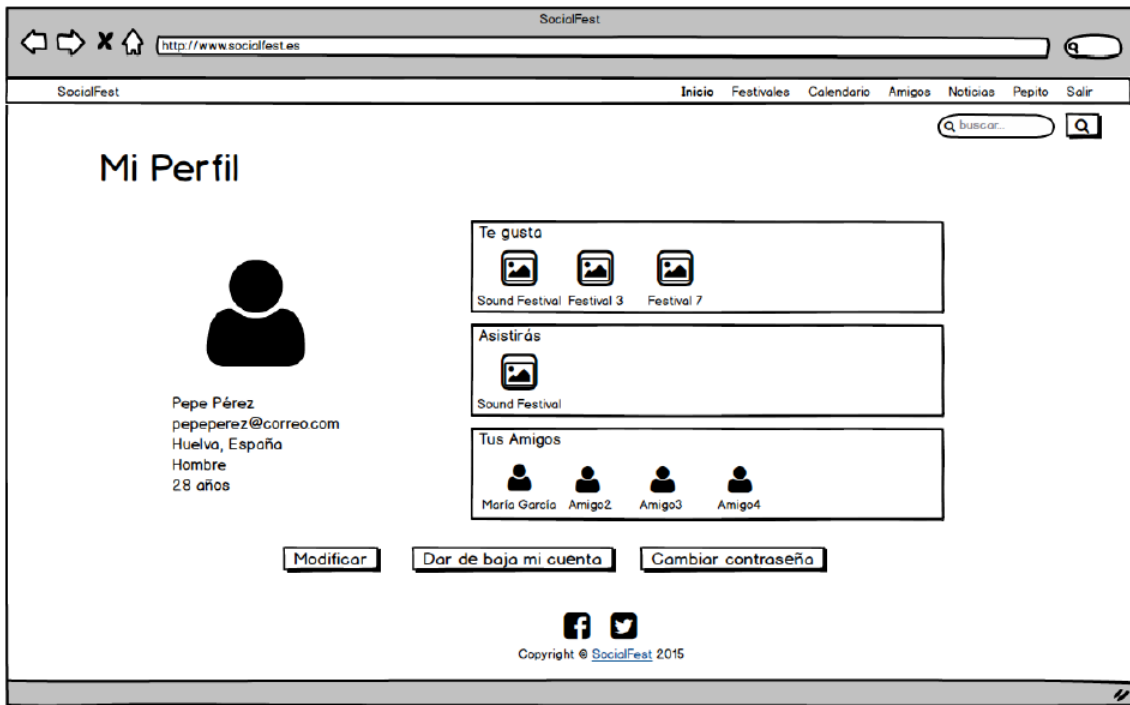 SocialFest
http://www.socialfest.es
SocialFest Inicio Festivales Calendario Amigos Noticias Pepito Salir
buscar...
Mi Perfil
Te gusta
Sound Festival Festival 3 Festival 7
Asistirás
Sound Festival
Pepe Pérez
pepeperez@correo.com
Huelva, España
Hombre
28 años
Tus Amigos
María García Amigo2 Amigo3 Amigo4
Modificar Dar de baja mi cuenta Cambiar contraseña
Copyright © SocialFest 2015